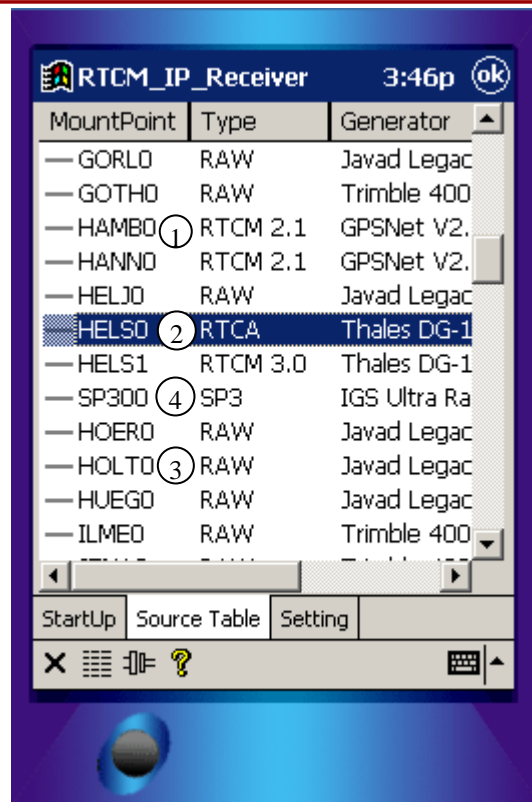 RTCM_IP_Receiver 3:46p ok
MountPoint Type Generator
GORL0 RAW Javad Legac
GOTH0 RAW Trimble 400
HAMB0 1 RTCM 2.1 GPSNet V2.
HANN0 RTCM 2.1 GPSNet V2.
HELJ0 RAW Javad Legac
HELS0 2 RTCA Thales DG-1
HELS1 RTCM 3.0 Thales DG-1
SP300 4 SP3 IGS Ultra Ra
HOER0 RAW Javad Legac
HOLT0 3 RAW Javad Legac
HUEG0 RAW Javad Legac
ILME0 RAW Trimble 400
StartUp Source Table Setting